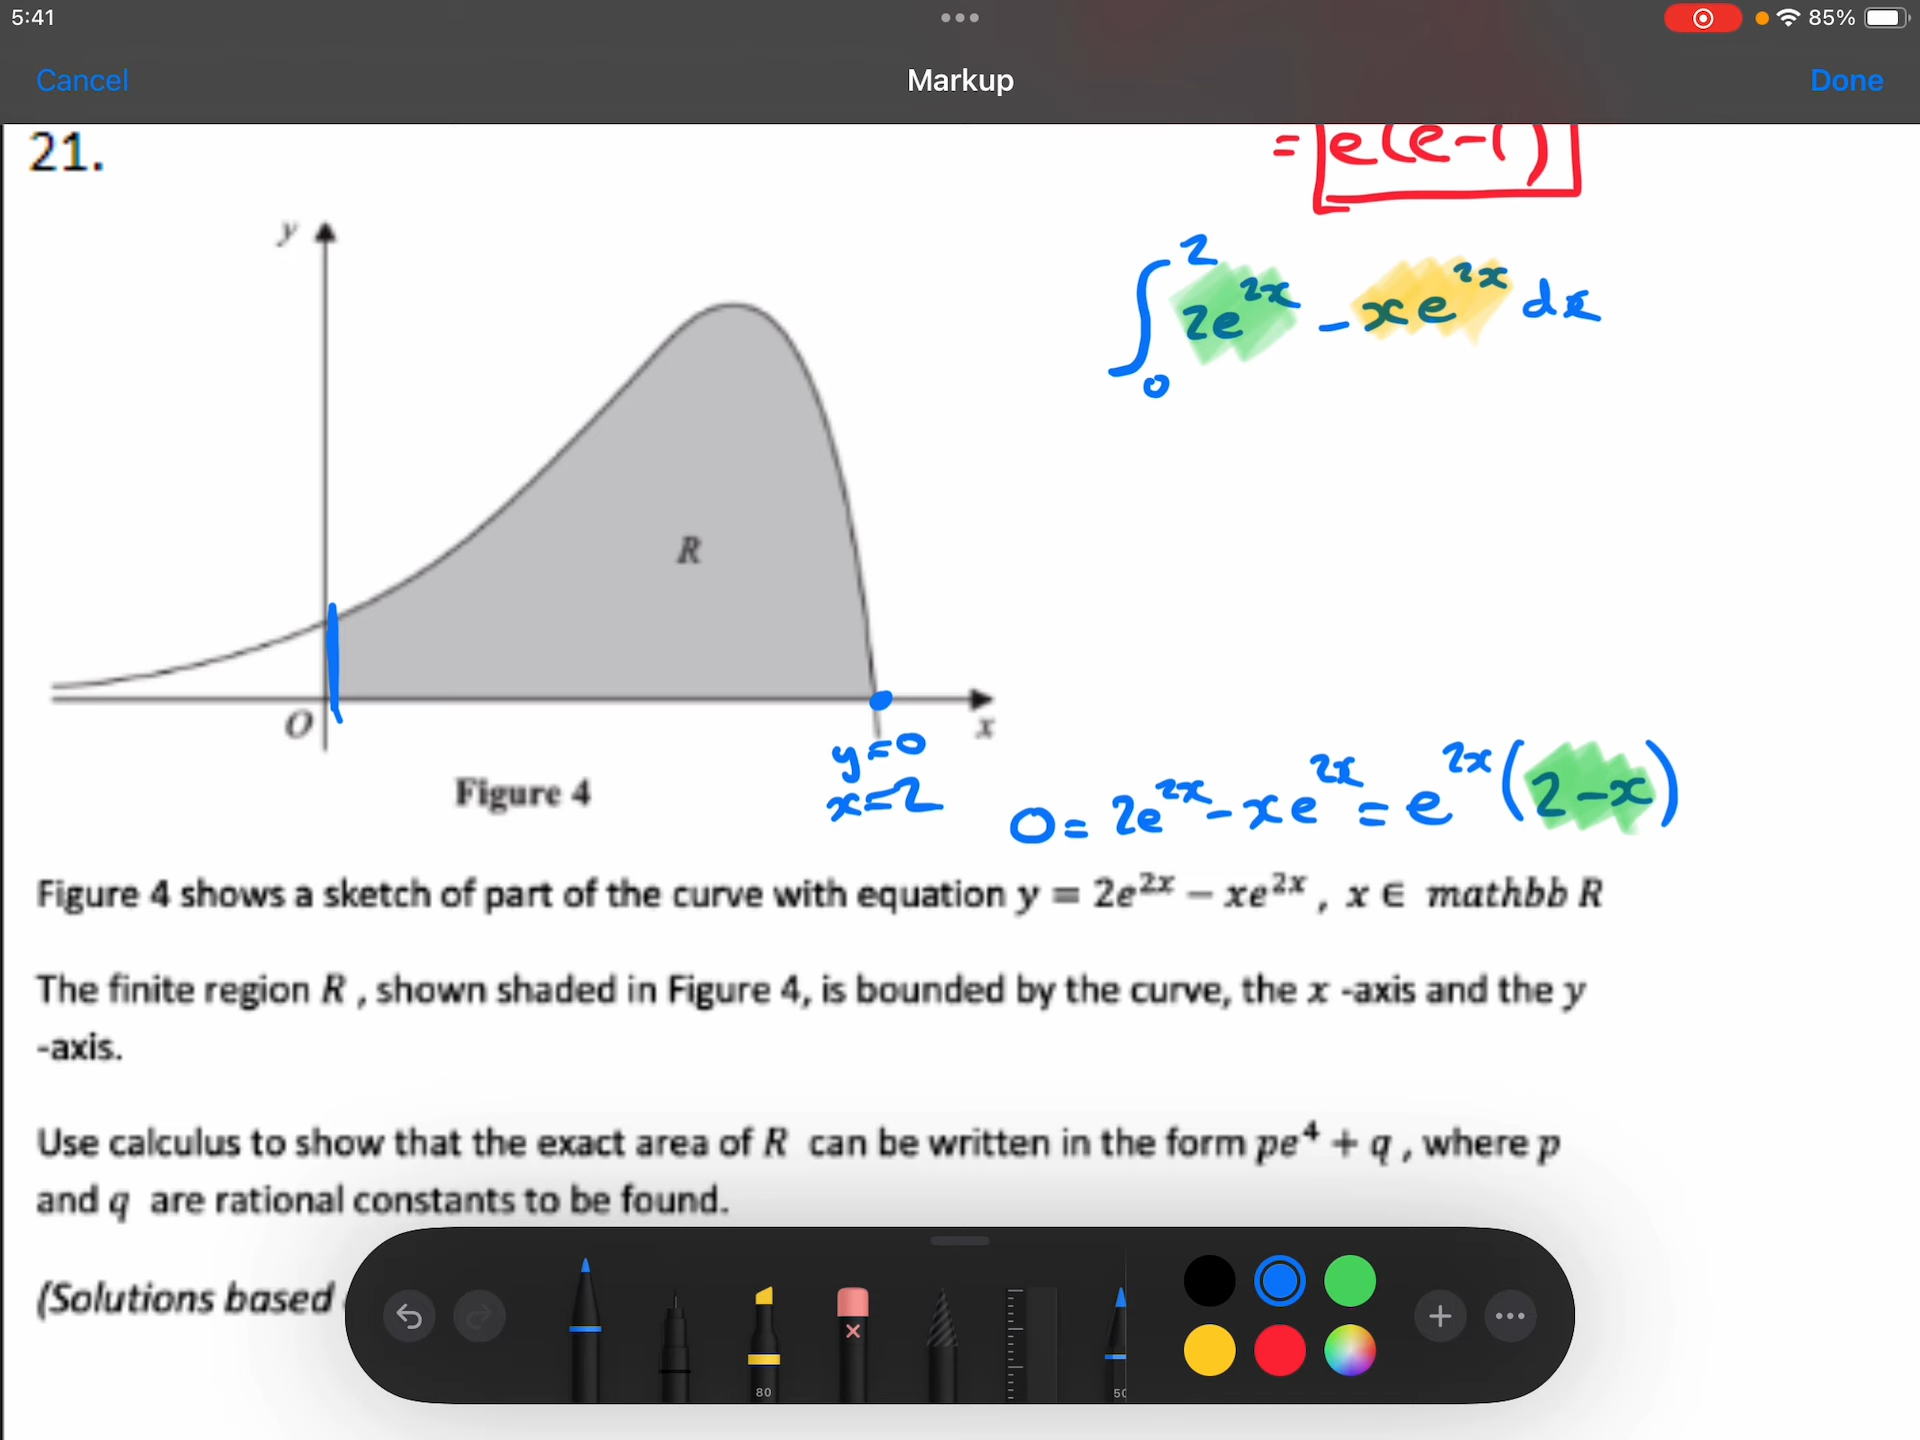 5:41
85%
Cancel
Markup
Done
21.
= e(e-1)
∫₀² 2e^{2x} - xe^{2x} dx
y
R
O
x
y=0
x=2
Figure 4
0 = 2e^{2x} - xe^{2x} = e^{2x}(2-x)
Figure 4 shows a sketch of part of the curve with equation y = 2e^{2x} − xe^{2x} , x ∈ mathbb R
The finite region R , shown shaded in Figure 4, is bounded by the curve, the x -axis and the y
-axis.
Use calculus to show that the exact area of R can be written in the form pe⁴ + q , where p
and q are rational constants to be found.
(Solutions based
80
50